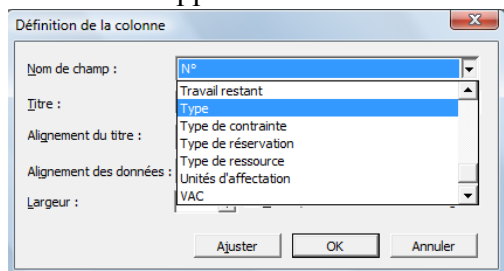 Définition de la colonne
Nom de champ :
N°
Travail restant
Titre :
Type
Type de contrainte
Alignement du titre :
Type de réservation
Type de ressource
Alignement des données :
Unités d'affectation
Largeur :
VAC
Ajuster
OK
Annuler